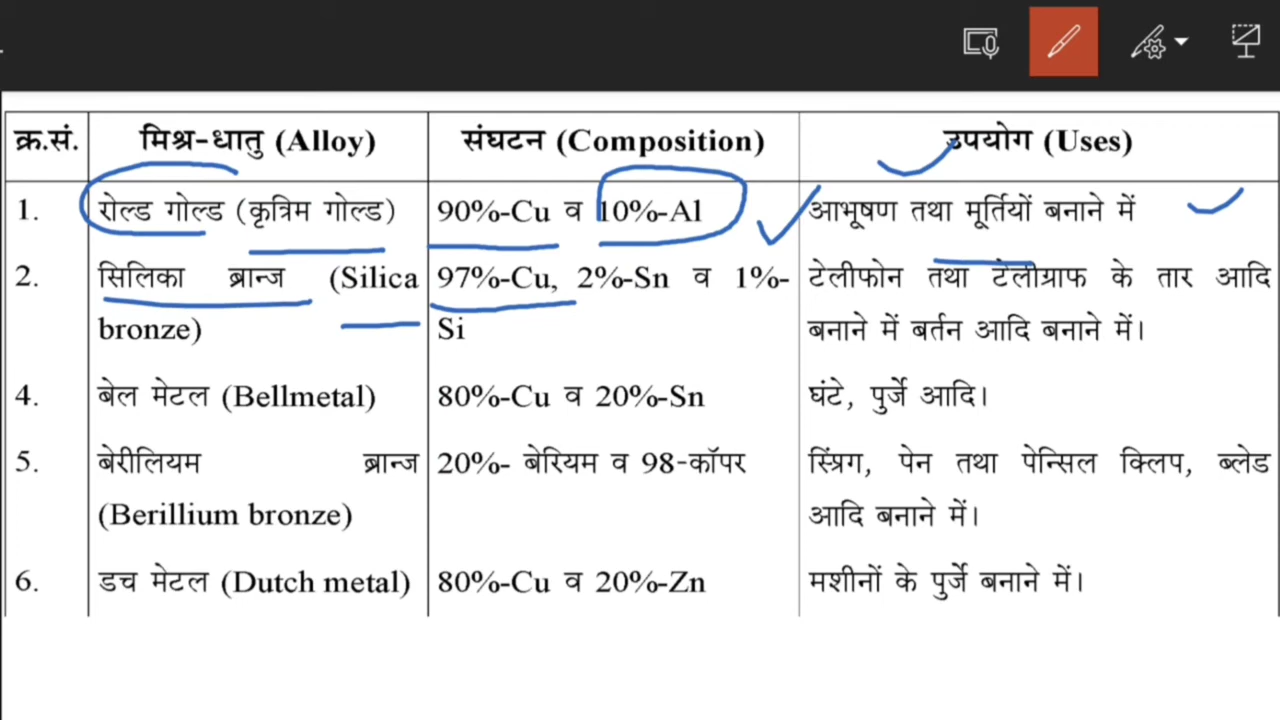 क्र.सं. मिश्र-धातु (Alloy) संघटन (Composition) उपयोग (Uses)
1. रोल्ड गोल्ड (कृत्रिम गोल्ड) 90%-Cu व 10%-Al आभूषण तथा मूर्तियों बनाने में
2. सिलिका ब्रान्ज (Silica 97%-Cu, 2%-Sn व 1%- टेलीफोन तथा टेलीग्राफ के तार आदि
bronze) Si बनाने में बर्तन आदि बनाने में।
4. बेल मेटल (Bellmetal) 80%-Cu व 20%-Sn घंटे, पुर्जे आदि।
5. बेरीलियम ब्रान्ज 20%- बेरियम व 98-कॉपर स्प्रिंग, पेन तथा पेन्सिल क्लिप, ब्लेड
(Berillium bronze) आदि बनाने में।
6. डच मेटल (Dutch metal) 80%-Cu व 20%-Zn मशीनों के पुर्जे बनाने में।